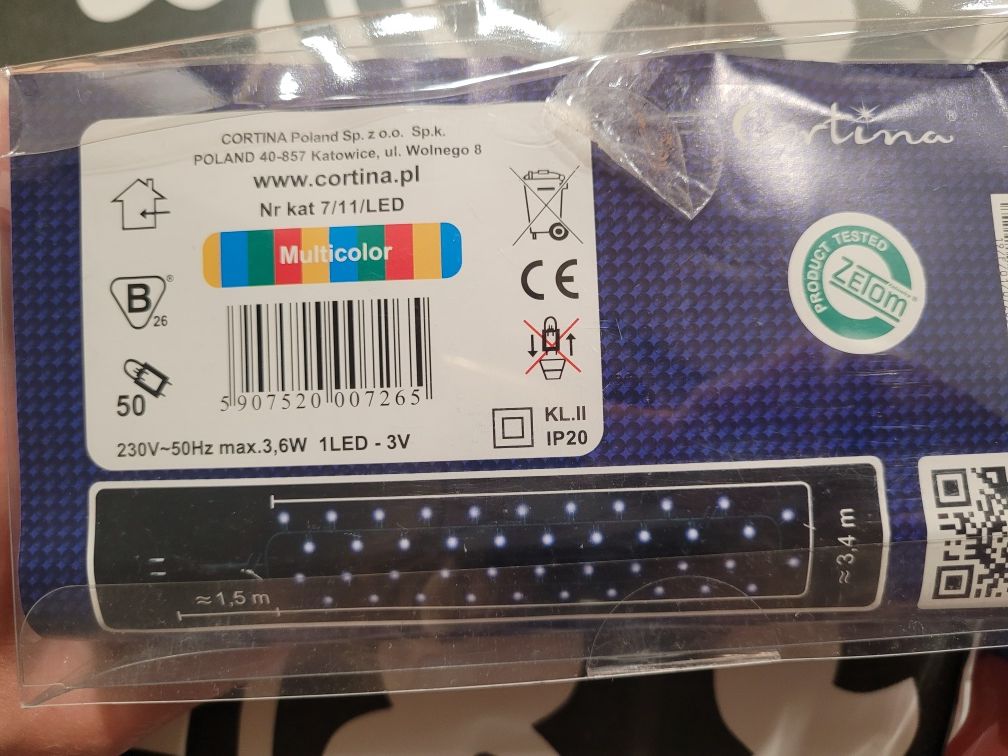 CORTINA Poland Sp. z o.o. Sp.k.
POLAND 40-857 Katowice, ul. Wolnego 8
www.cortina.pl
Nr kat 7/11/LED
Multicolor
B®
26
50
5 907520 007265
CE
KL.II
IP20
230V~50Hz max.3,6W 1LED - 3V
Cortina®
PRODUCT TESTED
ZETOM
≈1,5 m
≈3,4 m